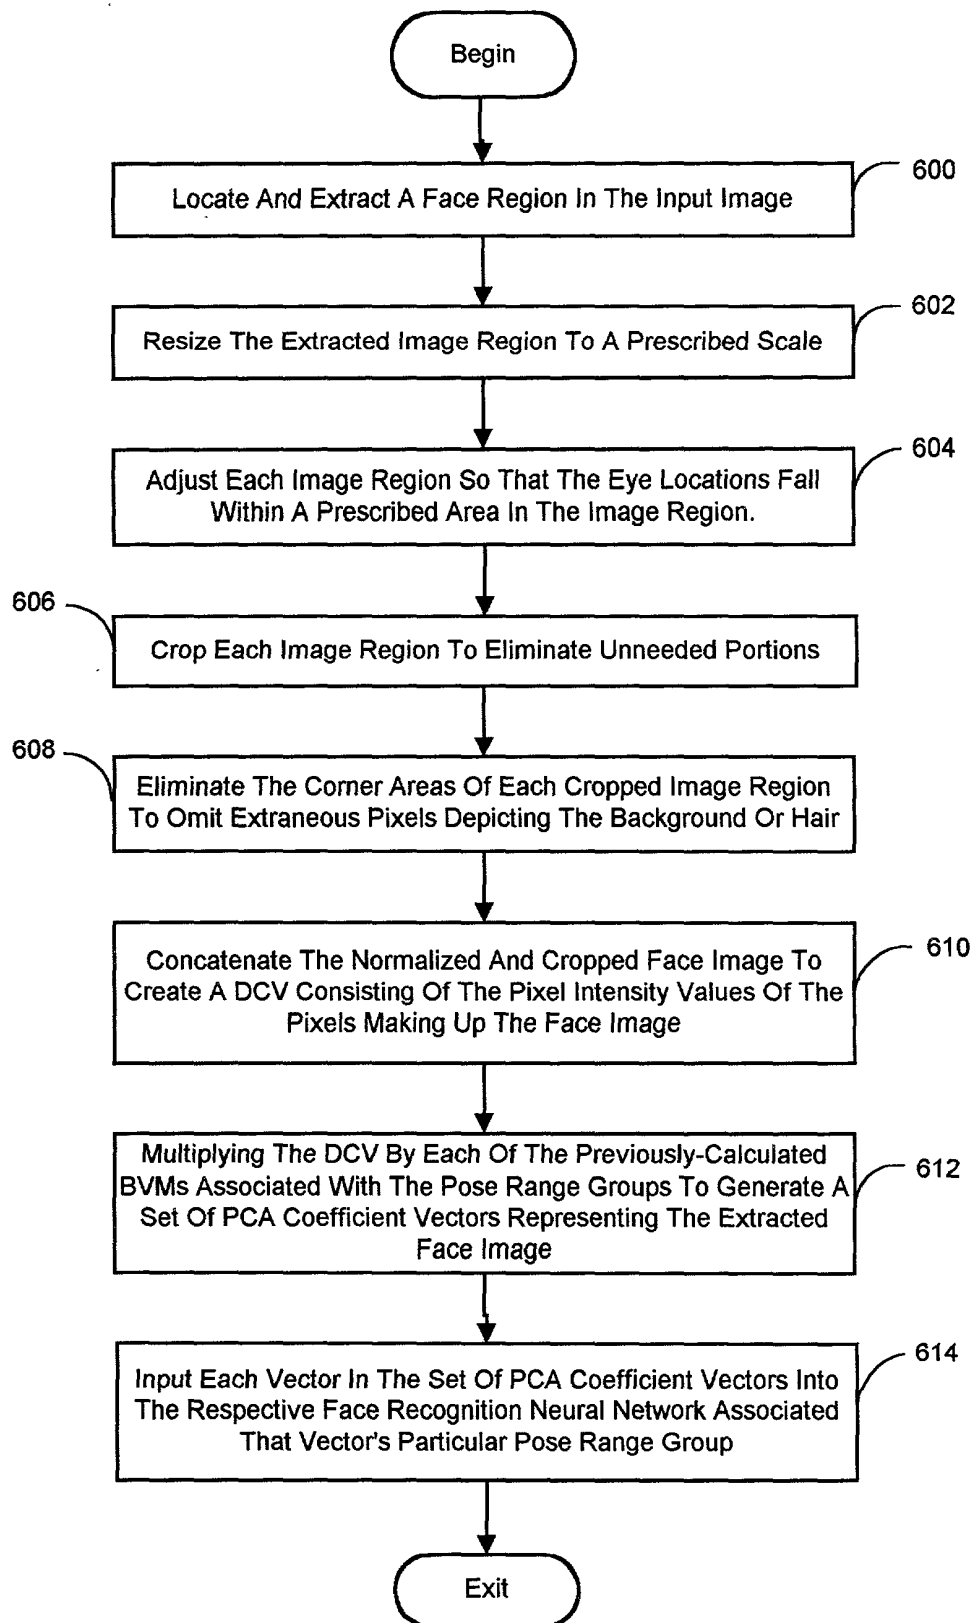 Begin
600
Locate And Extract A Face Region In The Input Image
602
Resize The Extracted Image Region To A Prescribed Scale
604
Adjust Each Image Region So That The Eye Locations Fall
Within A Prescribed Area In The Image Region.
606
Crop Each Image Region To Eliminate Unneeded Portions
608
Eliminate The Corner Areas Of Each Cropped Image Region
To Omit Extraneous Pixels Depicting The Background Or Hair
610
Concatenate The Normalized And Cropped Face Image To
Create A DCV Consisting Of The Pixel Intensity Values Of The
Pixels Making Up The Face Image
612
Multiplying The DCV By Each Of The Previously-Calculated
BVMs Associated With The Pose Range Groups To Generate A
Set Of PCA Coefficient Vectors Representing The Extracted
Face Image
614
Input Each Vector In The Set Of PCA Coefficient Vectors Into
The Respective Face Recognition Neural Network Associated
That Vector's Particular Pose Range Group
Exit